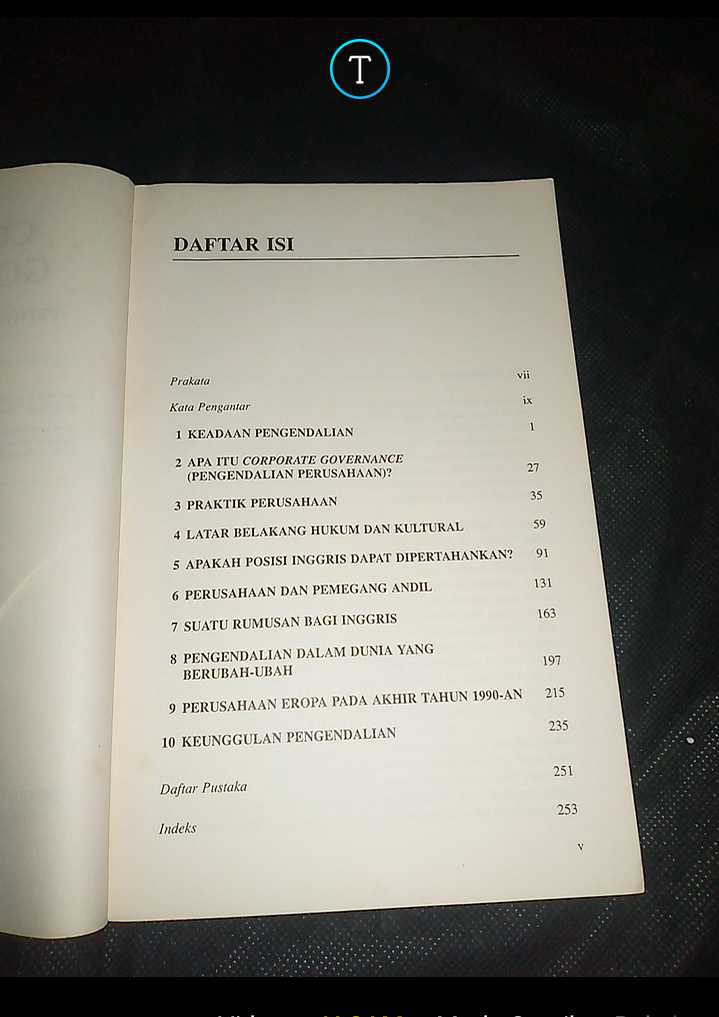 T
DAFTAR ISI
Prakata vii
Kata Pengantar ix
1 KEADAAN PENGENDALIAN 1
2 APA ITU CORPORATE GOVERNANCE
(PENGENDALIAN PERUSAHAAN)? 27
3 PRAKTIK PERUSAHAAN 35
4 LATAR BELAKANG HUKUM DAN KULTURAL 59
5 APAKAH POSISI INGGRIS DAPAT DIPERTAHANKAN? 91
6 PERUSAHAAN DAN PEMEGANG ANDIL 131
7 SUATU RUMUSAN BAGI INGGRIS 163
8 PENGENDALIAN DALAM DUNIA YANG
BERUBAH-UBAH 197
9 PERUSAHAAN EROPA PADA AKHIR TAHUN 1990-AN 215
10 KEUNGGULAN PENGENDALIAN 235
Daftar Pustaka 251
Indeks 253
v